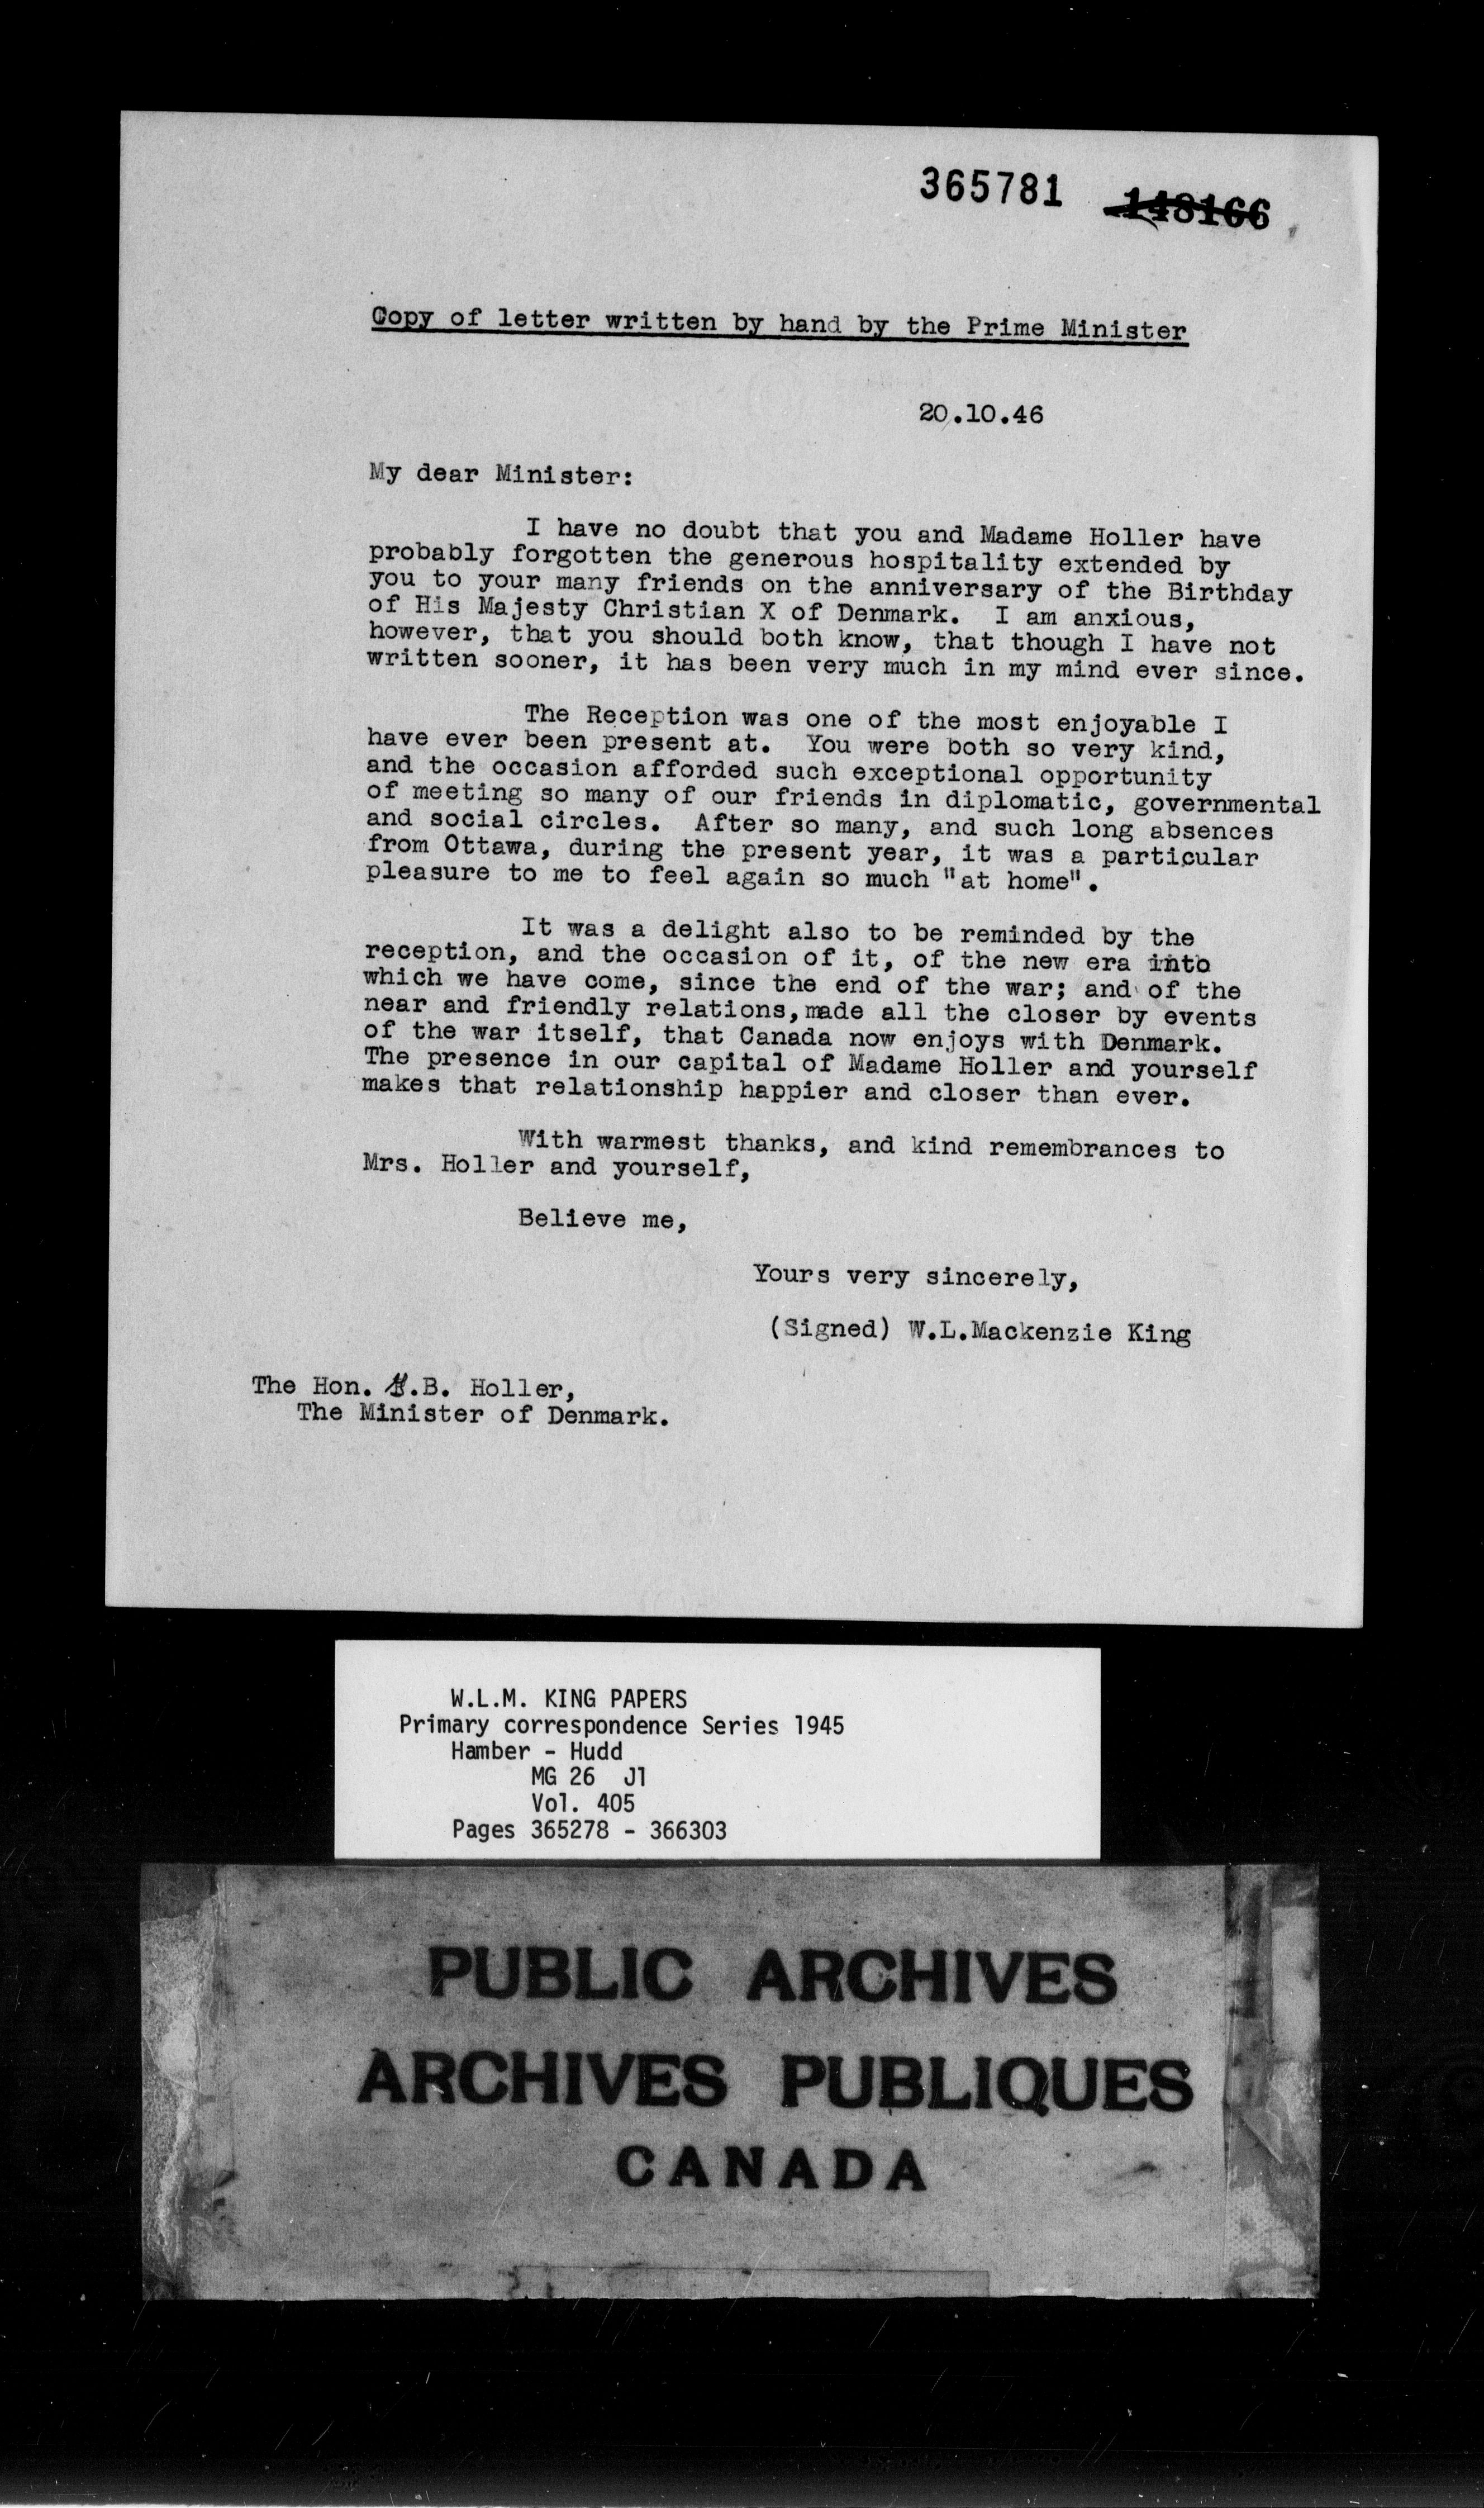 365781 148166
Copy of letter written by hand by the Prime Minister
20.10.46
My dear Minister:
I have no doubt that you and Madame Holler have
probably forgotten the generous hospitality extended by
you to your many friends on the anniversary of the Birthday
of His Majesty Christian X of Denmark. I am anxious,
however, that you should both know, that though I have not
written sooner, it has been very much in my mind ever since.
The Reception was one of the most enjoyable I
have ever been present at. You were both so very kind,
and the occasion afforded such exceptional opportunity
of meeting so many of our friends in diplomatic, governmental
and social circles. After so many, and such long absences
from Ottawa, during the present year, it was a particular
pleasure to me to feel again so much "at home".
It was a delight also to be reminded by the
reception, and the occasion of it, of the new era into
which we have come, since the end of the war; and of the
near and friendly relations, made all the closer by events
of the war itself, that Canada now enjoys with Denmark.
The presence in our capital of Madame Holler and yourself
makes that relationship happier and closer than ever.
With warmest thanks, and kind remembrances to
Mrs. Holler and yourself,
Believe me,
Yours very sincerely,
(Signed) W.L.Mackenzie King
The Hon. .B. Holler,
The Minister of Denmark.
W.L.M. KING PAPERS
Primary correspondence Series 1945
Hamber - Hudd
MG 26 J1
Vol. 405
Pages 365278 - 366303
PUBLIC ARCHIVES
ARCHIVES PUBLIQUES
CANADA